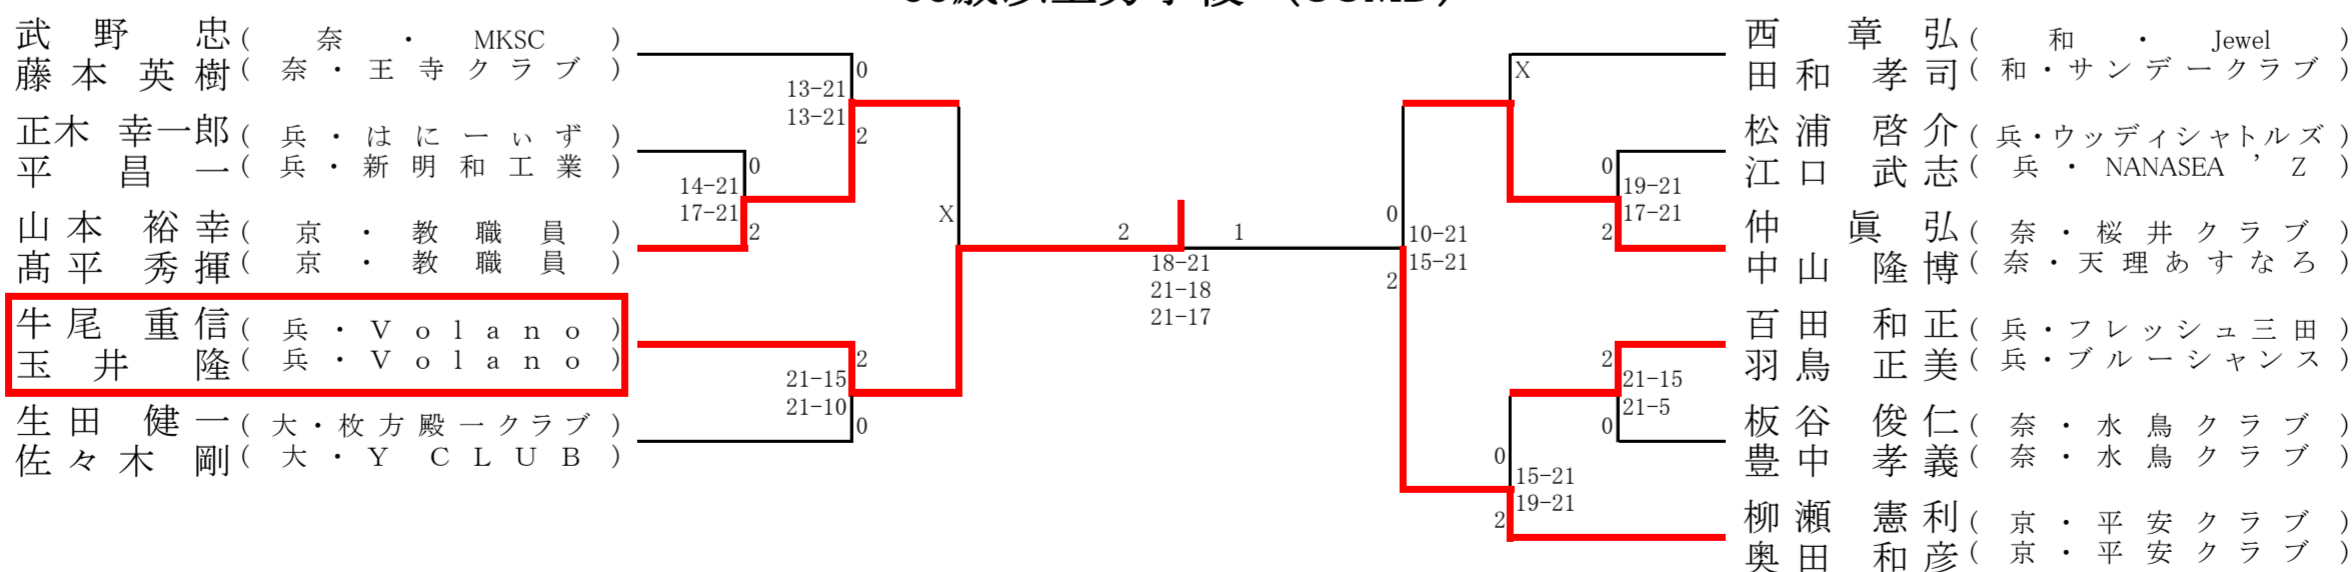 武野 忠 ( 奈 ・ MKSC )
藤本 英樹 ( 奈・王寺クラブ )
0
13-21
13-21
2
正木 幸一郎 ( 兵・はにーぃず )
平 昌一 ( 兵・新明和工業 )
0
14-21
17-21
2
山本 裕幸 ( 京・教職員 )
髙平 秀揮 ( 京・教職員 )
X
牛尾 重信 ( 兵・Volano )
玉井 隆 ( 兵・Volano )
2
21-15
21-10
0
生田 健一 ( 大・枚方殿一クラブ )
佐々木 剛 ( 大・Y CLUB )
2 1
18-21
21-18
21-17
西 章弘 ( 和 ・ Jewel )
田和 孝司 ( 和・サンデークラブ )
X
松浦 啓介 ( 兵・ウッディシャトルズ )
江口 武志 ( 兵・NANASEA ’ Z )
0
19-21
17-21
2
仲 眞弘 ( 奈・桜井クラブ )
中山 隆博 ( 奈・天理あすなろ )
0
10-21
15-21
2
百田 和正 ( 兵・フレッシュ三田 )
羽鳥 正美 ( 兵・ブルーシャンス )
2
21-15
21-5
0
板谷 俊仁 ( 奈・水鳥クラブ )
豊中 孝義 ( 奈・水鳥クラブ )
0
15-21
19-21
2
柳瀬 憲利 ( 京・平安クラブ )
奥田 和彦 ( 京・平安クラブ )